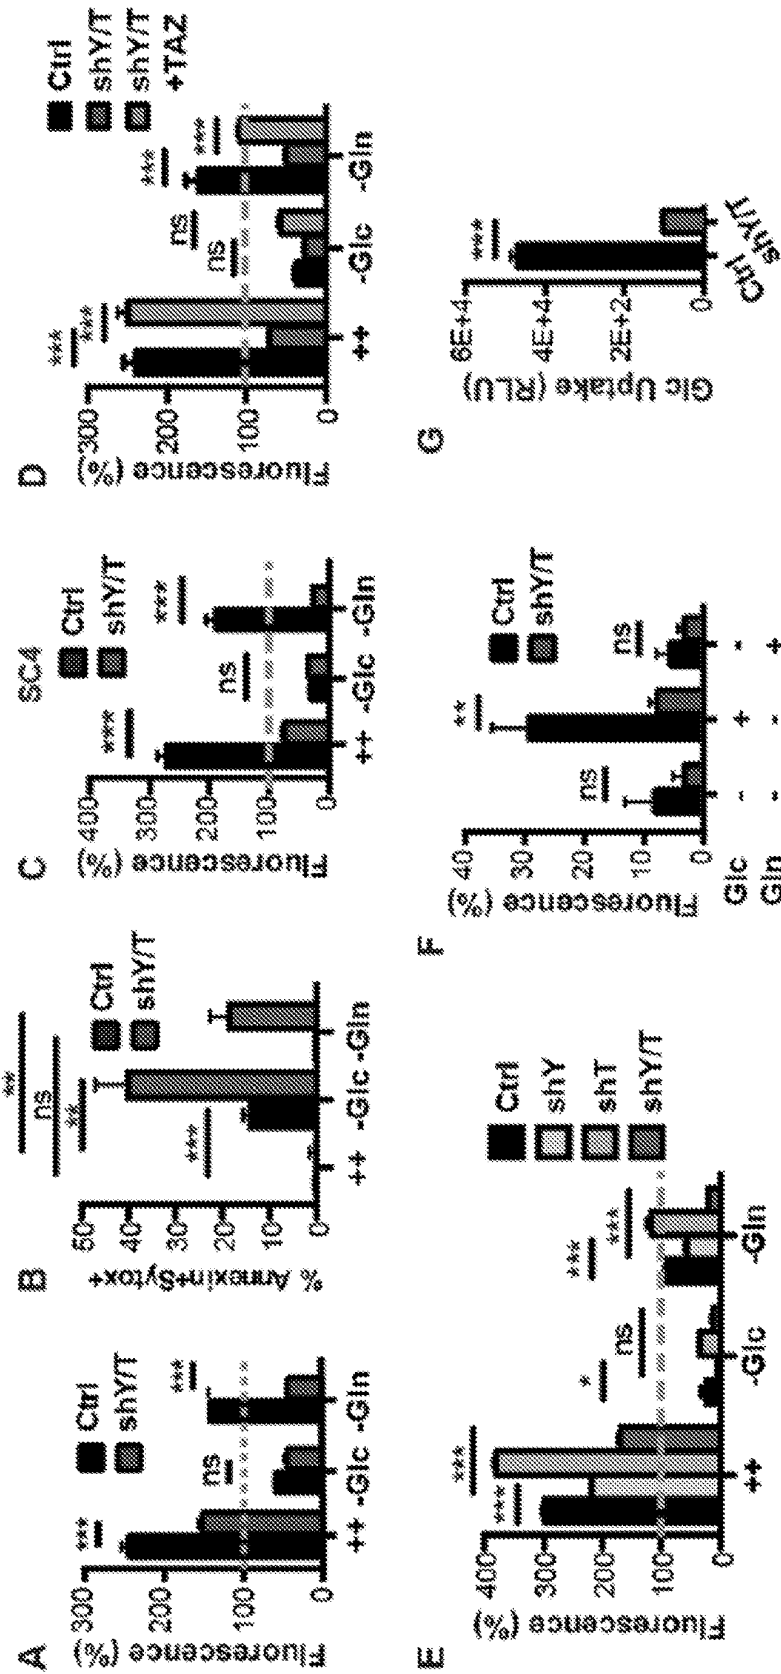 A
Fluorescence (%)
300
200
100
0
Ctrl
shY/T
***
ns
***
++ -Glc -Gln
B
% Annexin+Sytox+
50
40
30
20
10
0
**
ns
**
***
Ctrl
shY/T
++ -Glc -Gln
C
SC4
Fluorescence (%)
400
300
200
100
0
Ctrl
shY/T
***
ns
***
++ -Glc -Gln
D
Fluorescence (%)
300
200
100
0
Ctrl
shY/T
shY/T
+TAZ
***
***
ns
ns
***
***
++ -Glc -Gln
E
Fluorescence (%)
400
300
200
100
0
Ctrl
shY
shT
shY/T
***
***
*
ns
***
***
++ -Glc -Gln
F
Fluorescence (%)
40
30
20
10
0
Ctrl
shY/T
ns
**
ns
Glc - + -
Gln - - +
G
Glc Uptake (RLU)
6E+4
4E+4
2E+2
0
***
Ctrl
shY/T